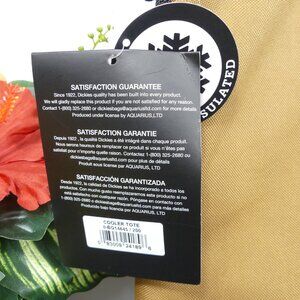 INSULATED
SATISFACTION GUARANTEE
Since 1922, Dickies quality has been built into every product.
We will gladly replace this product if you are not satisfied for any reason.
Contact 1-(800) 325-2680 or dickiesbags@aquariusltd.com for more details
Produced under license by AQUARIUS, LTD
SATISFACTION GARANTIE
Depuis 1922, la qualité Dickies a été intégré dans chaque produit.
Nous serons heureux de remplacer ce produit si vous n'êtes pas
satisfait pour n'importe quelle raison. Contact 1-(800) 325-2680 ou
dickiesbags@aquariusltd.com pour plus de détails
Produit sous licence par AQUARIUS, LTD
SATISFACCIÓN GARANTIZADA
Desde 1922, la calidad de Dickies se ha incorporado a todos los
productos. Con mucho gusto reemplazaremos este producto si no está
satisfecho por cualquier razón. Póngase en contacto con
1-(800) 325-2680 o dickiesbags@aquariusltd.com para más detalles
Producido bajo licencia por AQUARIUS, LTD
COOLER TOTE